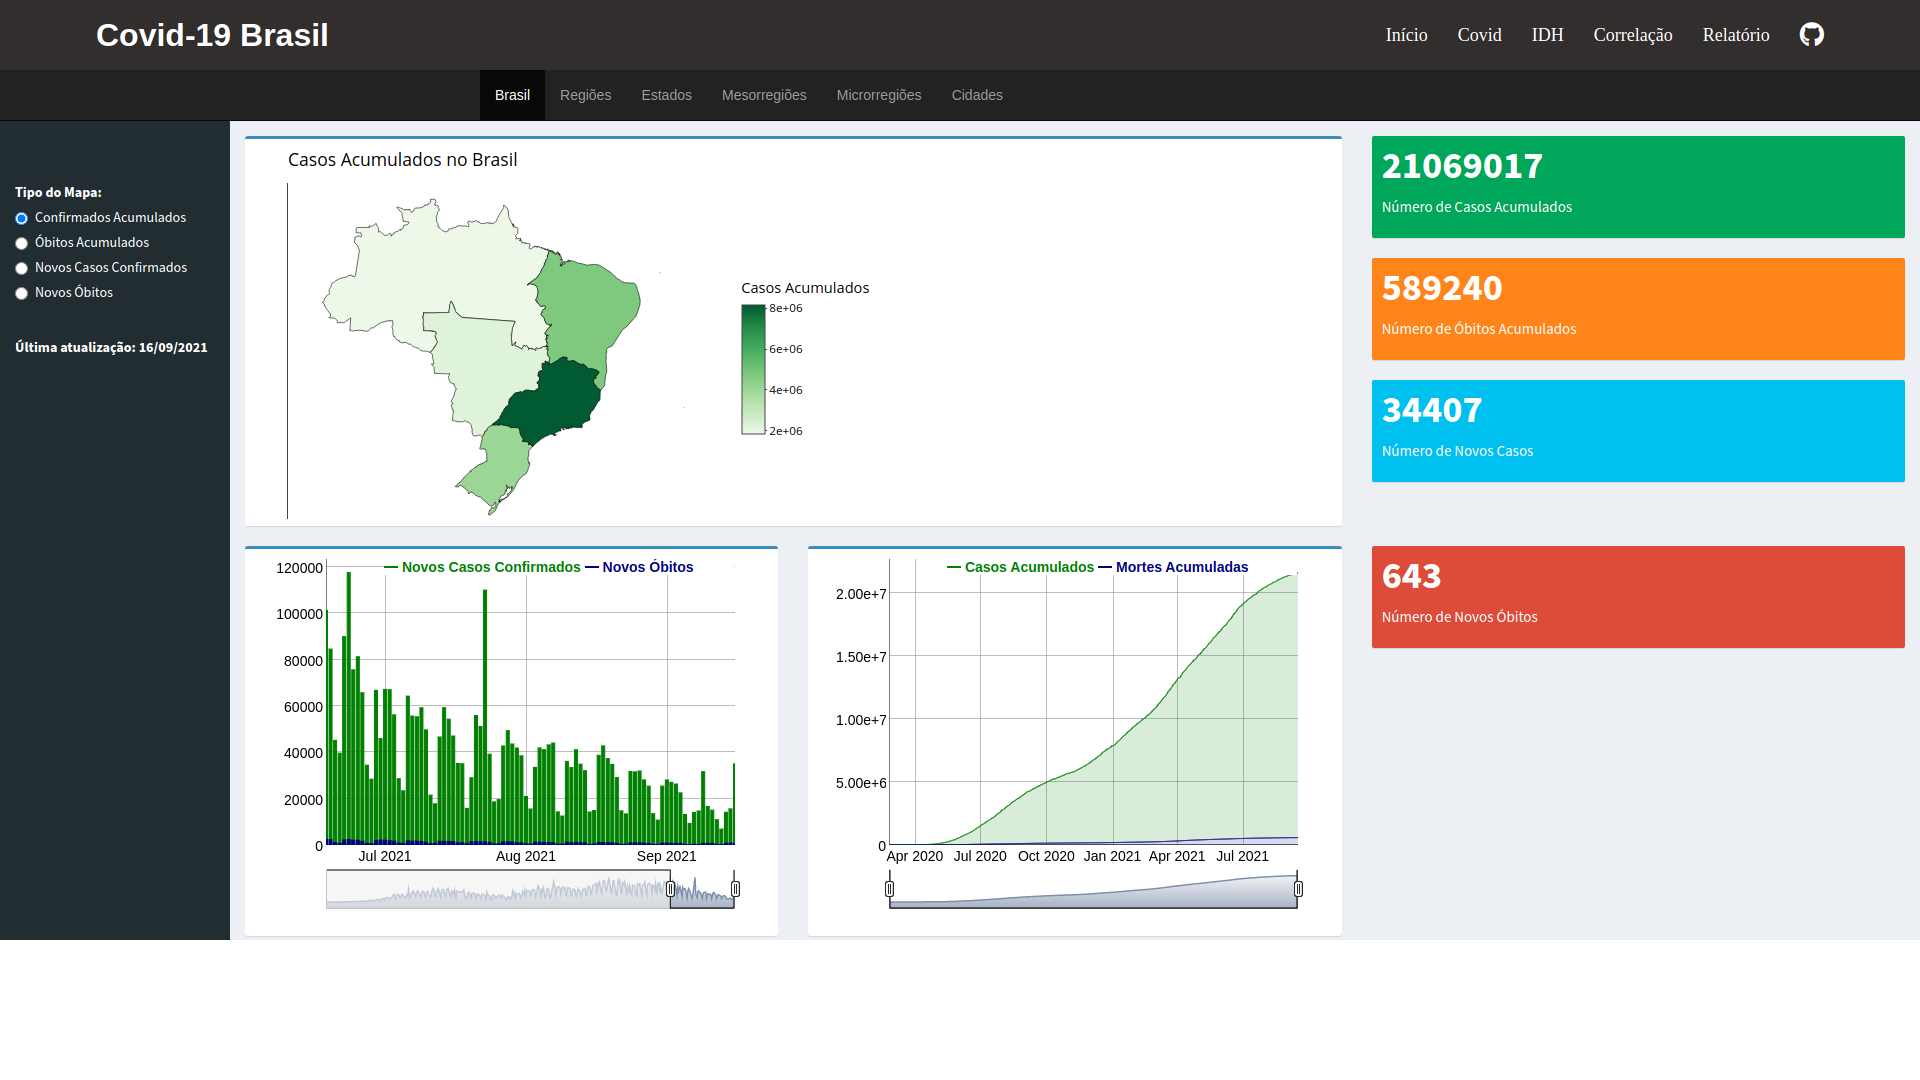 Covid-19 Brasil
Início Covid IDH Correlação Relatório
Brasil Regiões Estados Mesorregiões Microrregiões Cidades
Tipo do Mapa:
Confirmados Acumulados
Óbitos Acumulados
Novos Casos Confirmados
Novos Óbitos
Última atualização: 16/09/2021
Casos Acumulados no Brasil
Casos Acumulados
8e+06
6e+06
4e+06
2e+06
21069017
Número de Casos Acumulados
589240
Número de Óbitos Acumulados
34407
Número de Novos Casos
Novos Casos Confirmados Novos Óbitos
120000
100000
80000
60000
40000
20000
0
Jul 2021 Aug 2021 Sep 2021
Casos Acumulados Mortes Acumuladas
2.00e+7
1.50e+7
1.00e+7
5.00e+6
0
Apr 2020 Jul 2020 Oct 2020 Jan 2021 Apr 2021 Jul 2021
643
Número de Novos Óbitos